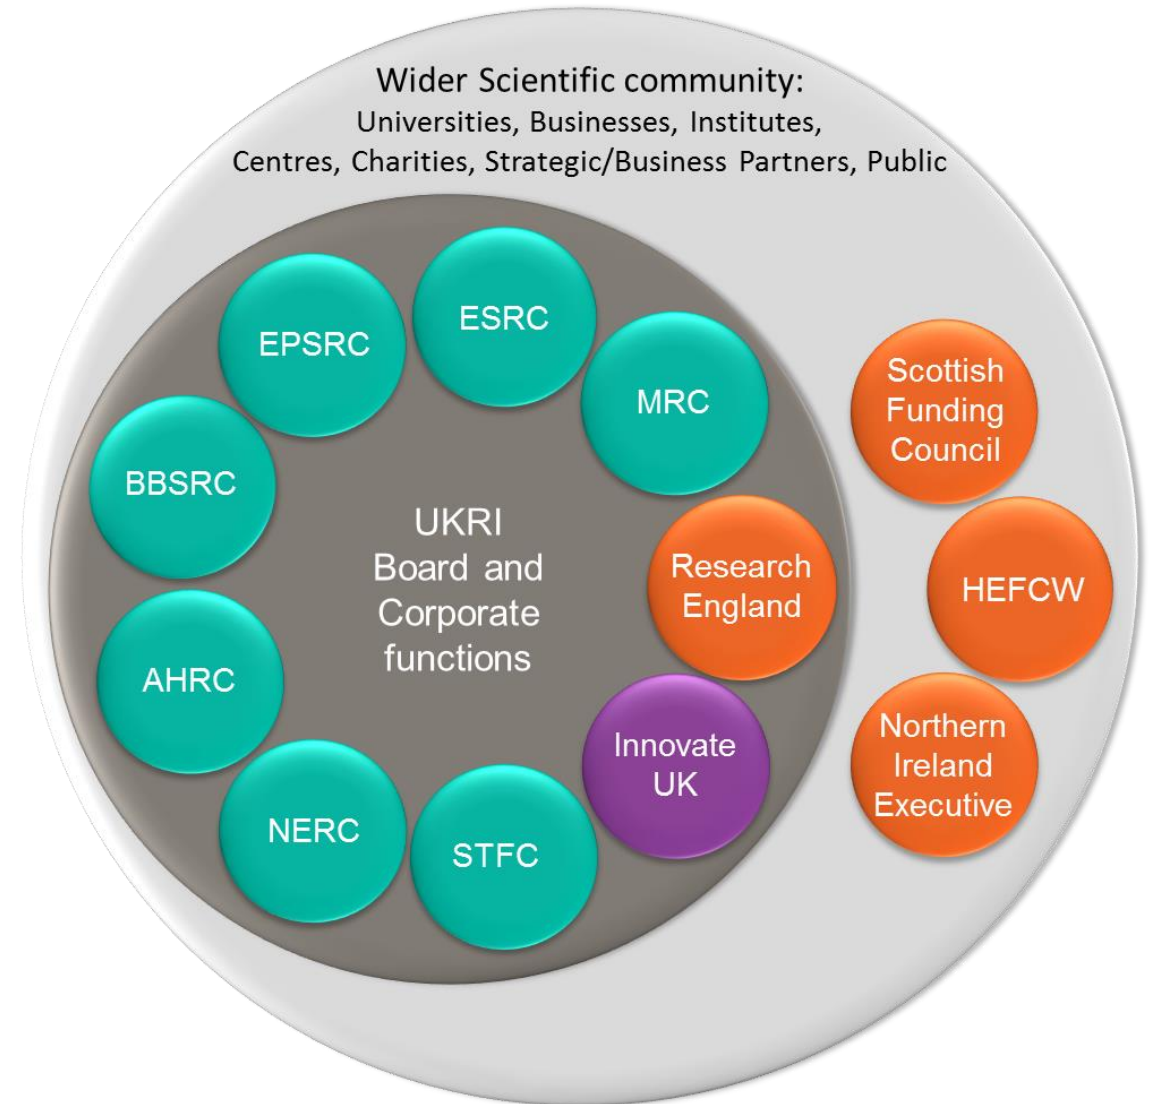 Wider Scientific community:
Universities, Businesses, Institutes,
Centres, Charities, Strategic/Business Partners, Public
ESRC
EPSRC
MRC
BBSRC
Scottish
Funding
Council
UKRI
Board and
Corporate
functions
Research
England
HEFCW
AHRC
Innovate
UK
Northern
Ireland
Executive
NERC
STFC